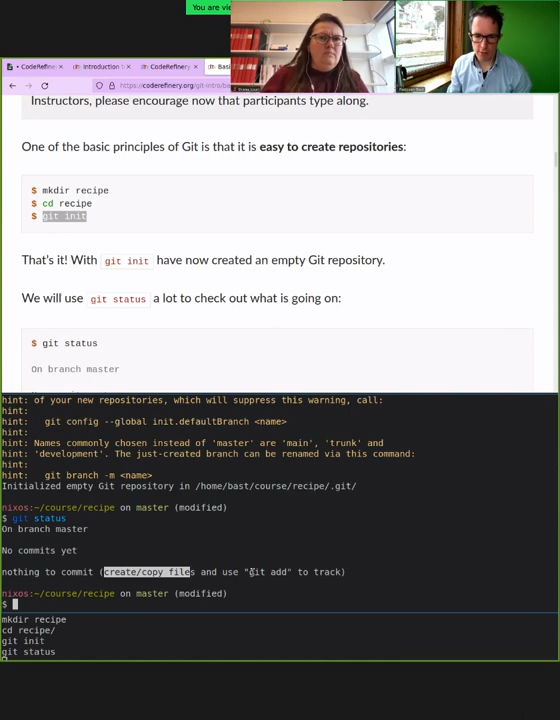 You are vie
CodeRefiner
Introduction t
CodeRefinery
Basi
https://coderefinery.org/git-intro/ba
Instructors, please encourage now that participants type along.
One of the basic principles of Git is that it is easy to create repositories:
$ mkdir recipe
$ cd recipe
$ git init
That's it! With git init have now created an empty Git repository.
We will use git status a lot to check out what is going on:
$ git status
On branch master
hint: of your new repositories, which will suppress this warning, call:
hint:
hint:   git config --global init.defaultBranch <name>
hint:
hint: Names commonly chosen instead of 'master' are 'main', 'trunk' and
hint: 'development'. The just-created branch can be renamed via this command:
hint:
hint:   git branch -m <name>
Initialized empty Git repository in /home/bast/course/recipe/.git/
nixos:~/course/recipe on master (modified)
$ git status
On branch master
No commits yet
nothing to commit (create/copy files and use "git add" to track)
nixos:~/course/recipe on master (modified)
$
mkdir recipe
cd recipe/
git init
git status